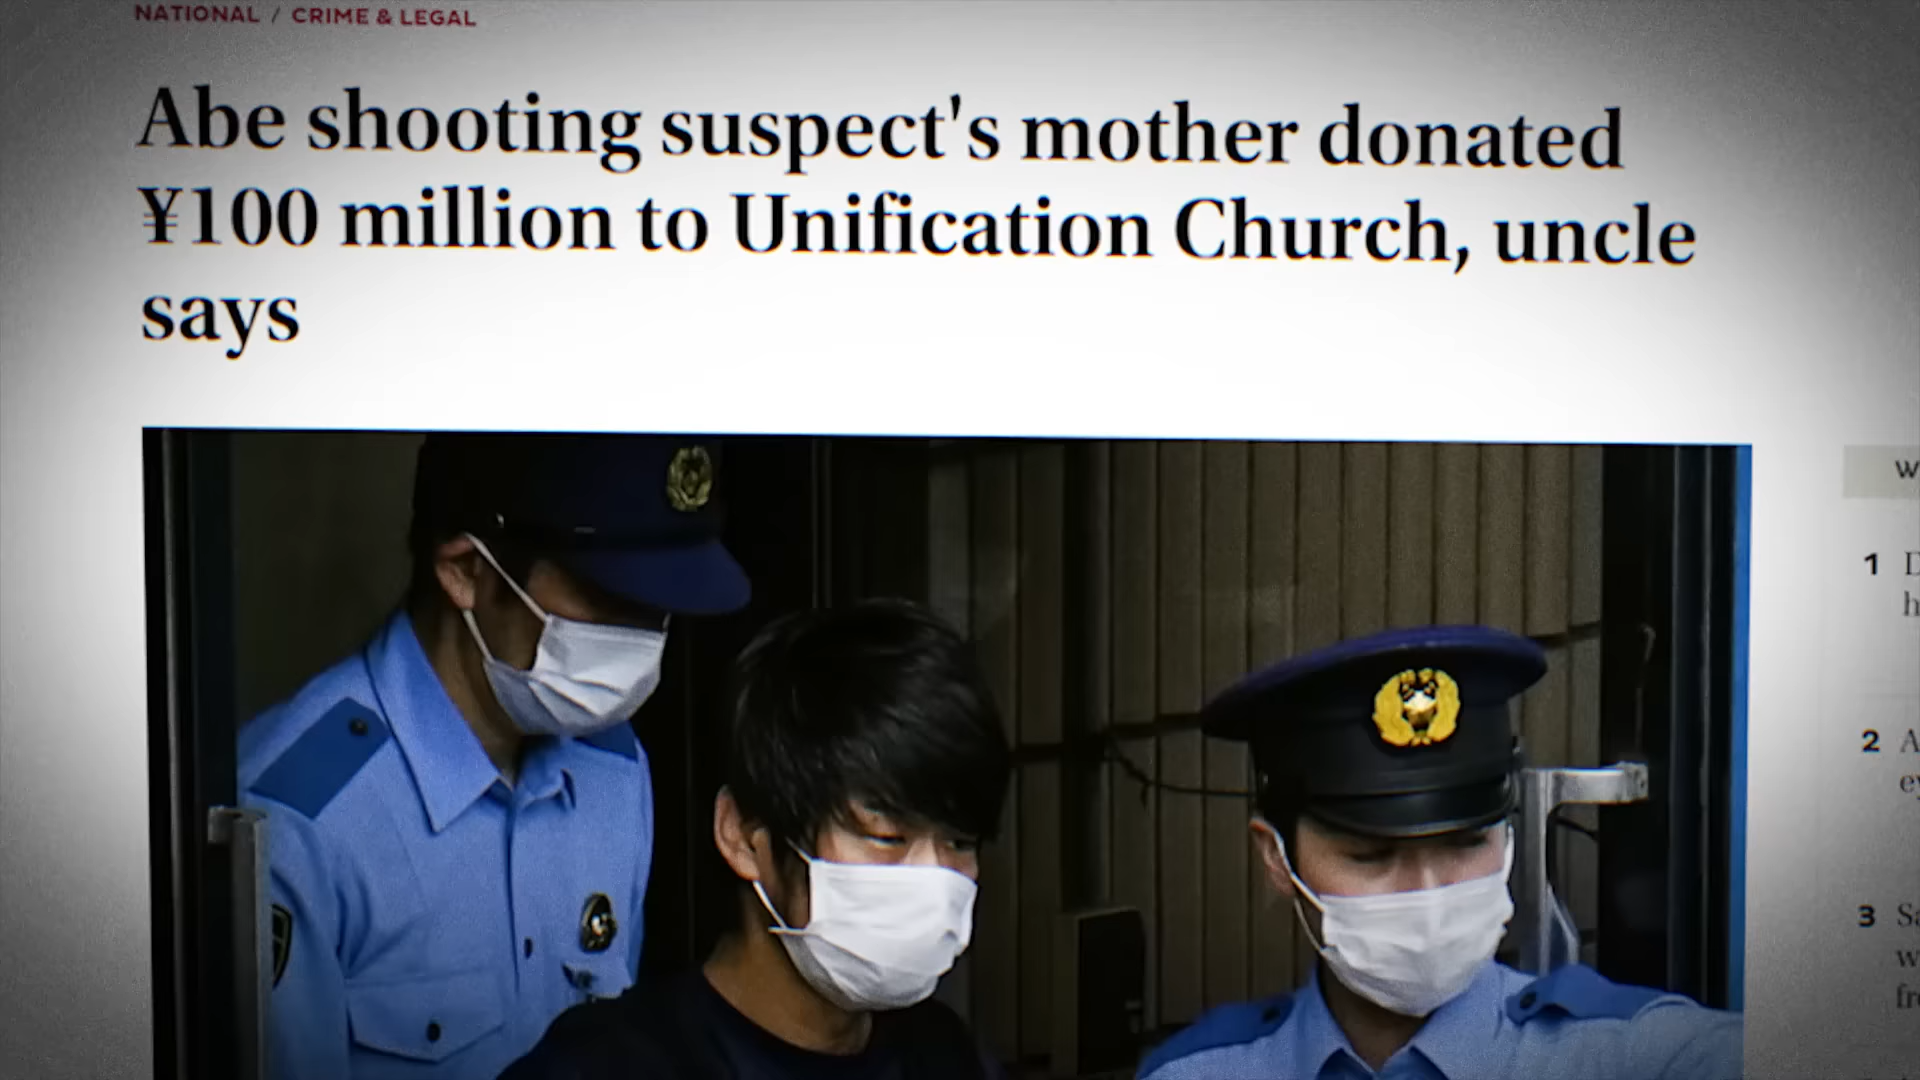 NATIONAL / CRIME & LEGAL
Abe shooting suspect's mother donated
¥100 million to Unification Church, uncle
says
1
2
3